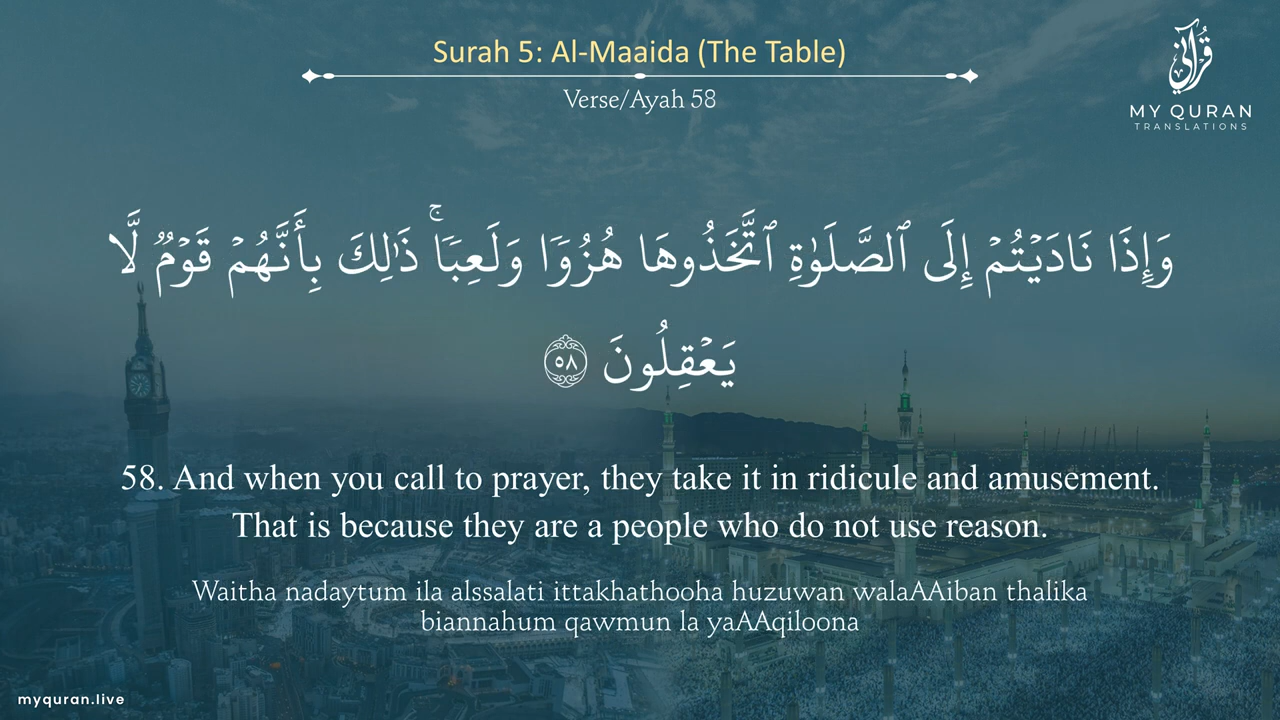 Surah 5: Al-Maaida (The Table)
Verse/Ayah 58
قرآني
MY QURAN
TRANSLATIONS
وَإِذَا نَادَيْتُمْ إِلَى ٱلصَّلَوٰةِ ٱتَّخَذُوهَا هُزُوًا وَلَعِبًا ۚ ذَٰلِكَ بِأَنَّهُمْ قَوْمٌ لَّا
يَعْقِلُونَ ٥٨
58. And when you call to prayer, they take it in ridicule and amusement.
That is because they are a people who do not use reason.
Waitha nadaytum ila alssalati ittakhathooha huzuwan walaAAiban thalika
biannahum qawmun la yaAAqiloona
myquran.live